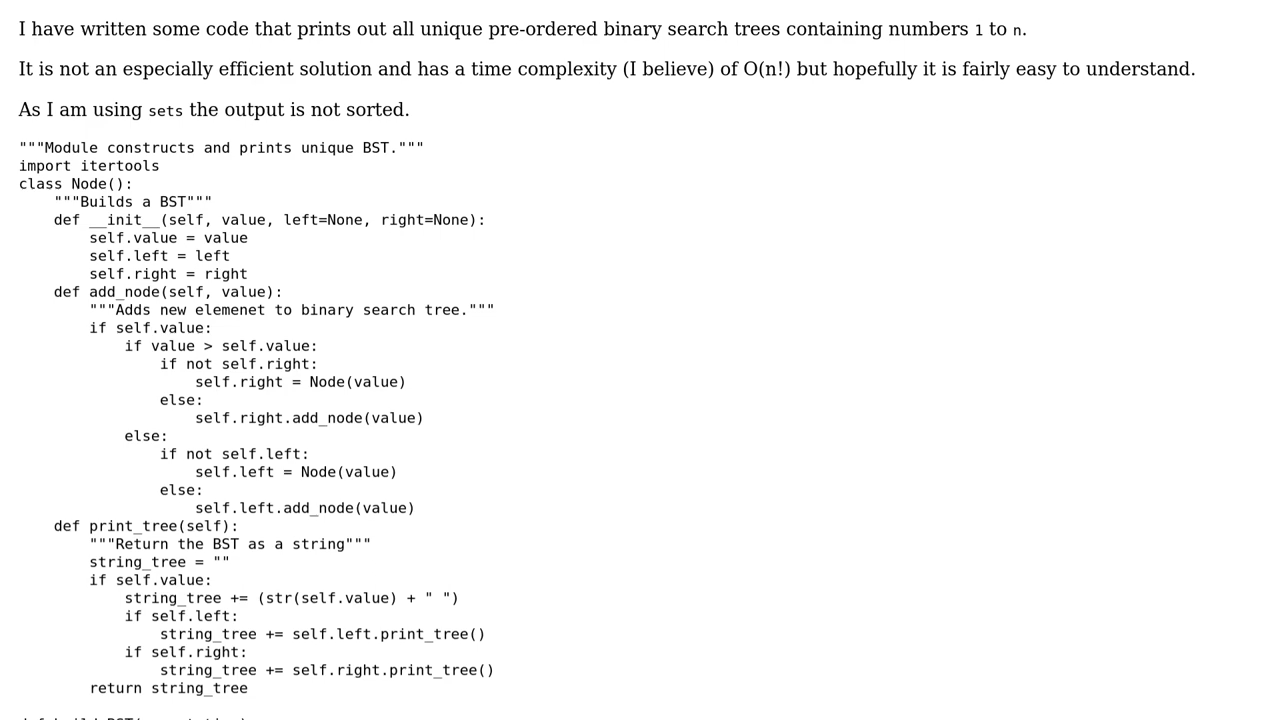 I have written some code that prints out all unique pre-ordered binary search trees containing numbers 1 to n.
It is not an especially efficient solution and has a time complexity (I believe) of O(n!) but hopefully it is fairly easy to understand.
As I am using sets the output is not sorted.
"""Module constructs and prints unique BST."""
import itertools
class Node():
    """Builds a BST"""
    def __init__(self, value, left=None, right=None):
        self.value = value
        self.left = left
        self.right = right
    def add_node(self, value):
        """Adds new elemenet to binary search tree."""
        if self.value:
            if value > self.value:
                if not self.right:
                    self.right = Node(value)
                else:
                    self.right.add_node(value)
            else:
                if not self.left:
                    self.left = Node(value)
                else:
                    self.left.add_node(value)
    def print_tree(self):
        """Return the BST as a string"""
        string_tree = ""
        if self.value:
            string_tree += (str(self.value) + " ")
            if self.left:
                string_tree += self.left.print_tree()
            if self.right:
                string_tree += self.right.print_tree()
        return string_tree